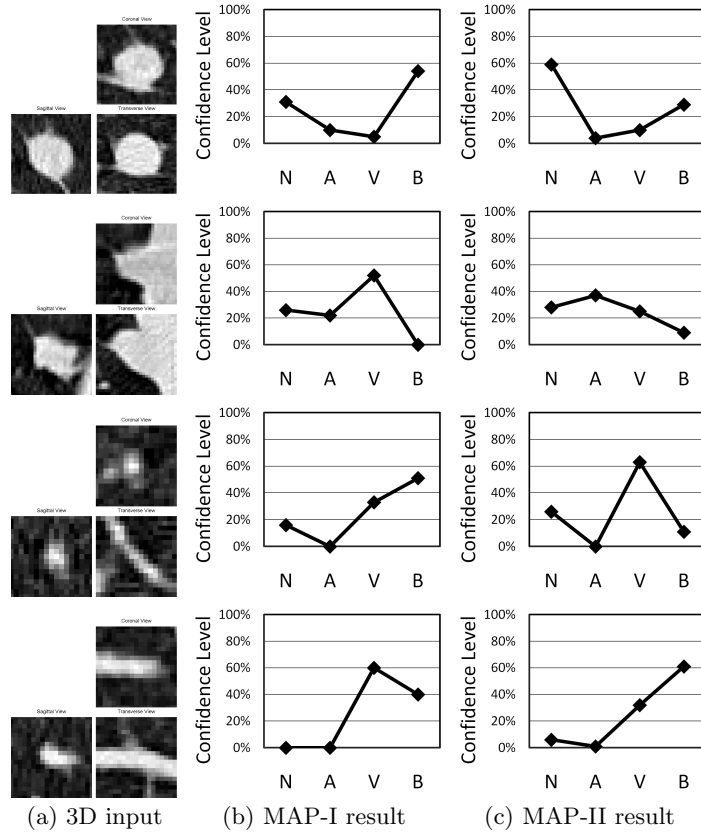 Coronal View
Sagittal View
Transverse View
100%
80%
60%
40%
20%
0%
Confidence Level
N A V B
100%
80%
60%
40%
20%
0%
Confidence Level
N A V B
Coronal View
Sagittal View
Transverse View
100%
80%
60%
40%
20%
0%
Confidence Level
N A V B
100%
80%
60%
40%
20%
0%
Confidence Level
N A V B
Coronal View
Sagittal View
Transverse View
100%
80%
60%
40%
20%
0%
Confidence Level
N A V B
100%
80%
60%
40%
20%
0%
Confidence Level
N A V B
Coronal View
Sagittal View
Transverse View
100%
80%
60%
40%
20%
0%
Confidence Level
N A V B
100%
80%
60%
40%
20%
0%
Confidence Level
N A V B
(a) 3D input
(b) MAP-I result
(c) MAP-II result